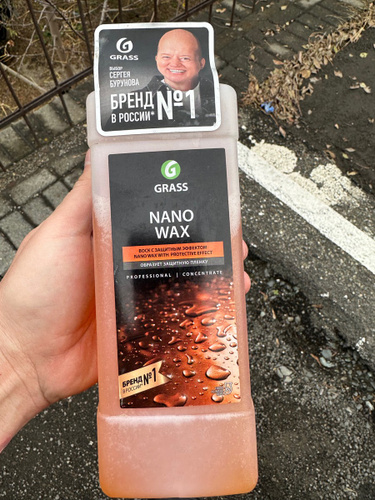 GRASS
ВЫБОР
СЕРГЕЯ
БУРУНОВА
БРЕНД №1
В РОССИИ*
GRASS
NANO
WAX
ВОСК С ЗАЩИТНЫМ ЭФФЕКТОМ
NANO WAX WITH PROTECTIVE EFFECT
ОБРАЗУЕТ ЗАЩИТНУЮ ПЛЕНКУ
PROFESSIONAL | CONCENTRATE
БРЕНД №1
В РОССИИ*